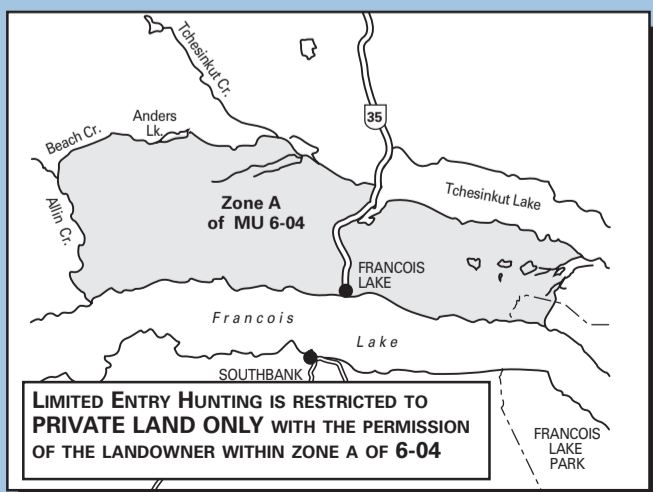 Tchesinkut Cr.
Anders
Lk.
Beach Cr.
Allin Cr.
35
Zone A
of MU 6-04
Tchesinkut Lake
FRANCOIS
LAKE
Francois
Lake
SOUTHBANK
LIMITED ENTRY HUNTING IS RESTRICTED TO
PRIVATE LAND ONLY WITH THE PERMISSION
OF THE LANDOWNER WITHIN ZONE A OF 6-04
FRANCOIS
LAKE
PARK